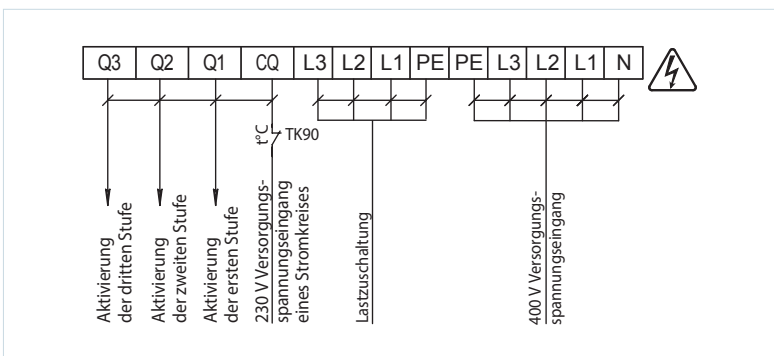 Q3 Q2 Q1 CQ L3 L2 L1 PE PE L3 L2 L1 N
t°C
TK90
Aktivierung
der dritten Stufe
Aktivierung
der zweiten Stufe
Aktivierung
der ersten Stufe
230 V Versorgungs-
spannungseingang
eines Stromkreises
Lastzuschaltung
400 V Versorgungs-
spannungseingang